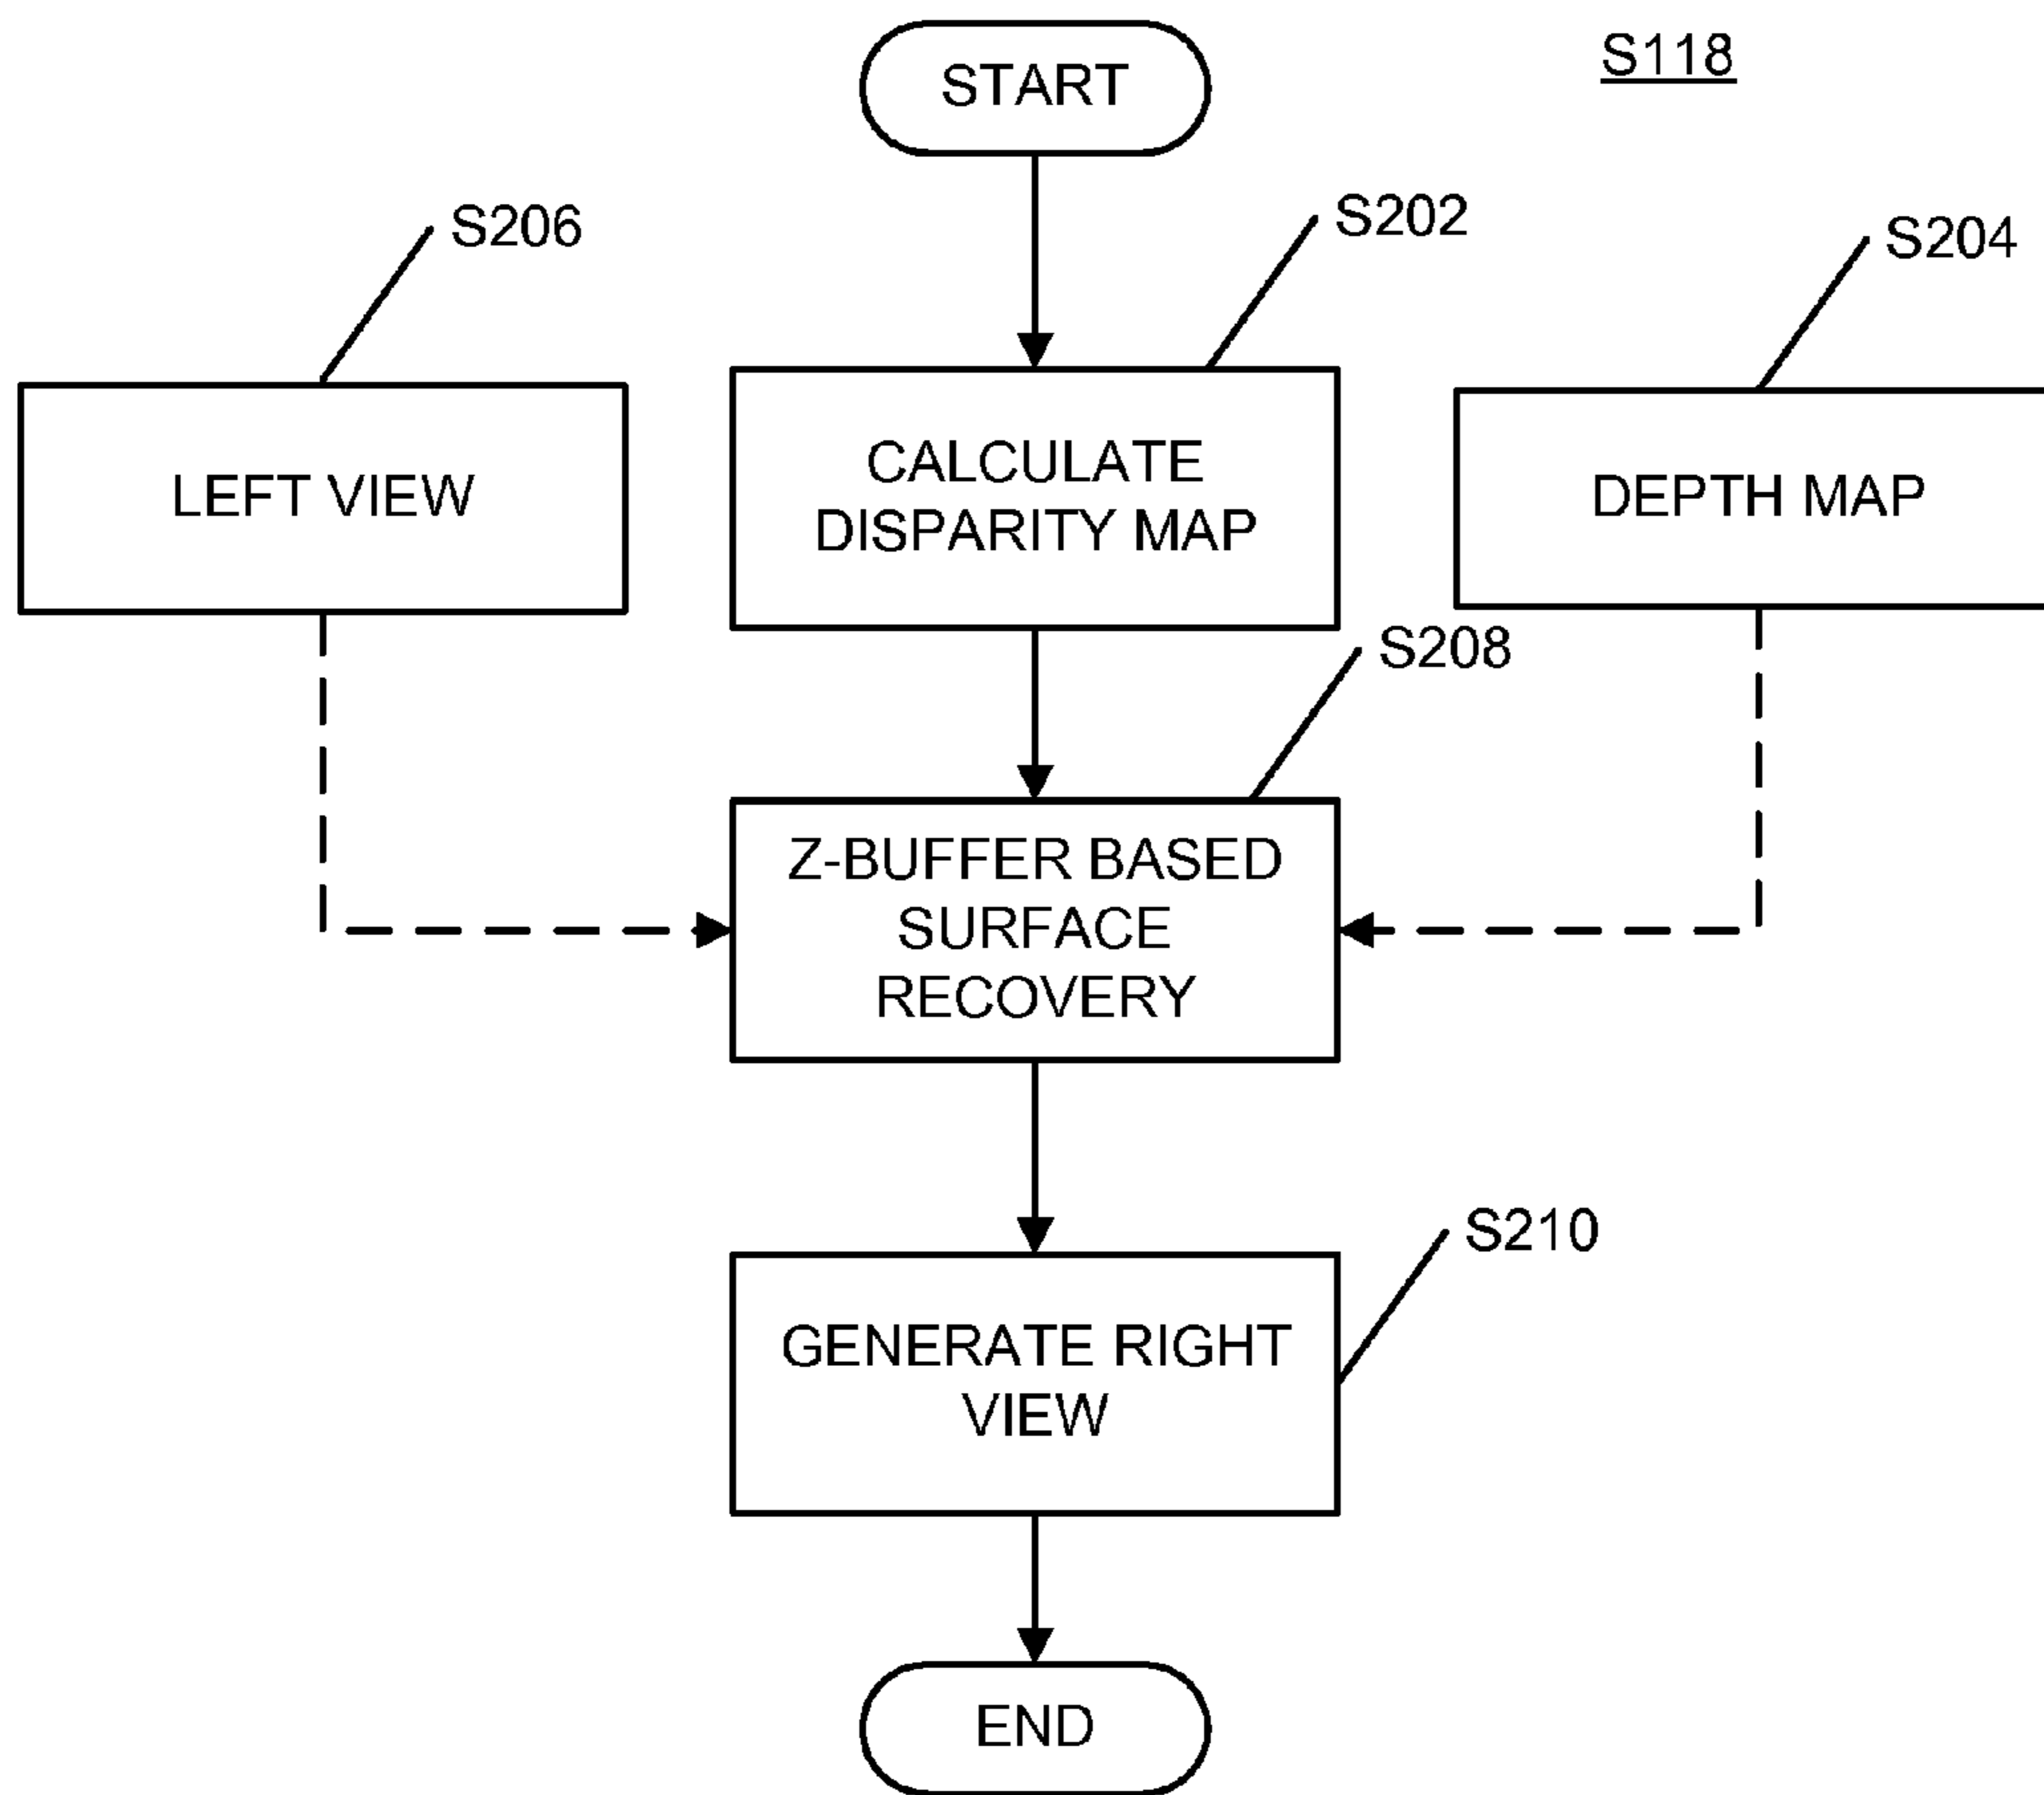 START
S118
S206
S202
S204
LEFT VIEW
CALCULATE
DISPARITY MAP
DEPTH MAP
S208
Z-BUFFER BASED
SURFACE
RECOVERY
S210
GENERATE RIGHT
VIEW
END